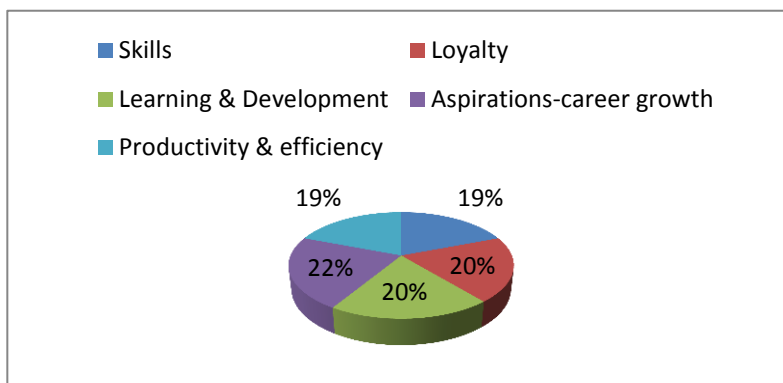 Skills Loyalty
Learning & Development Aspirations-career growth
Productivity & efficiency
19% 19%
22% 20%
20%